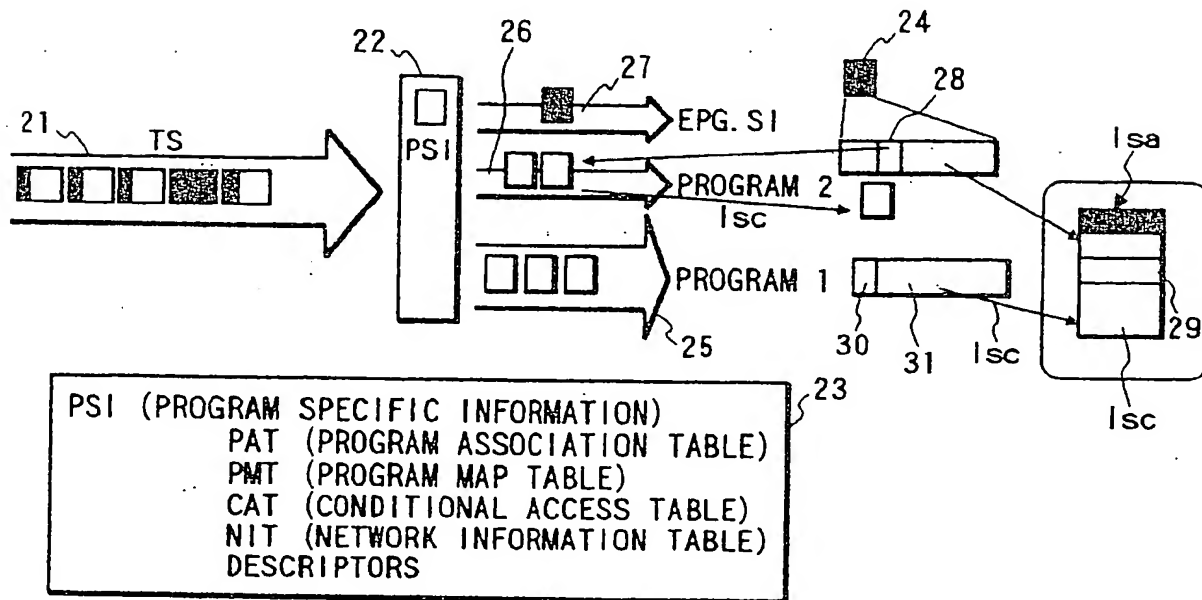 24
22
26
27
28
21
TS
EPG.SI
Isa
PSI
PROGRAM 2
Isc
PROGRAM 1
25
30
31
Isc
29
Isc
23
PSI (PROGRAM SPECIFIC INFORMATION)
PAT (PROGRAM ASSOCIATION TABLE)
PMT (PROGRAM MAP TABLE)
CAT (CONDITIONAL ACCESS TABLE)
NIT (NETWORK INFORMATION TABLE)
DESCRIPTORS